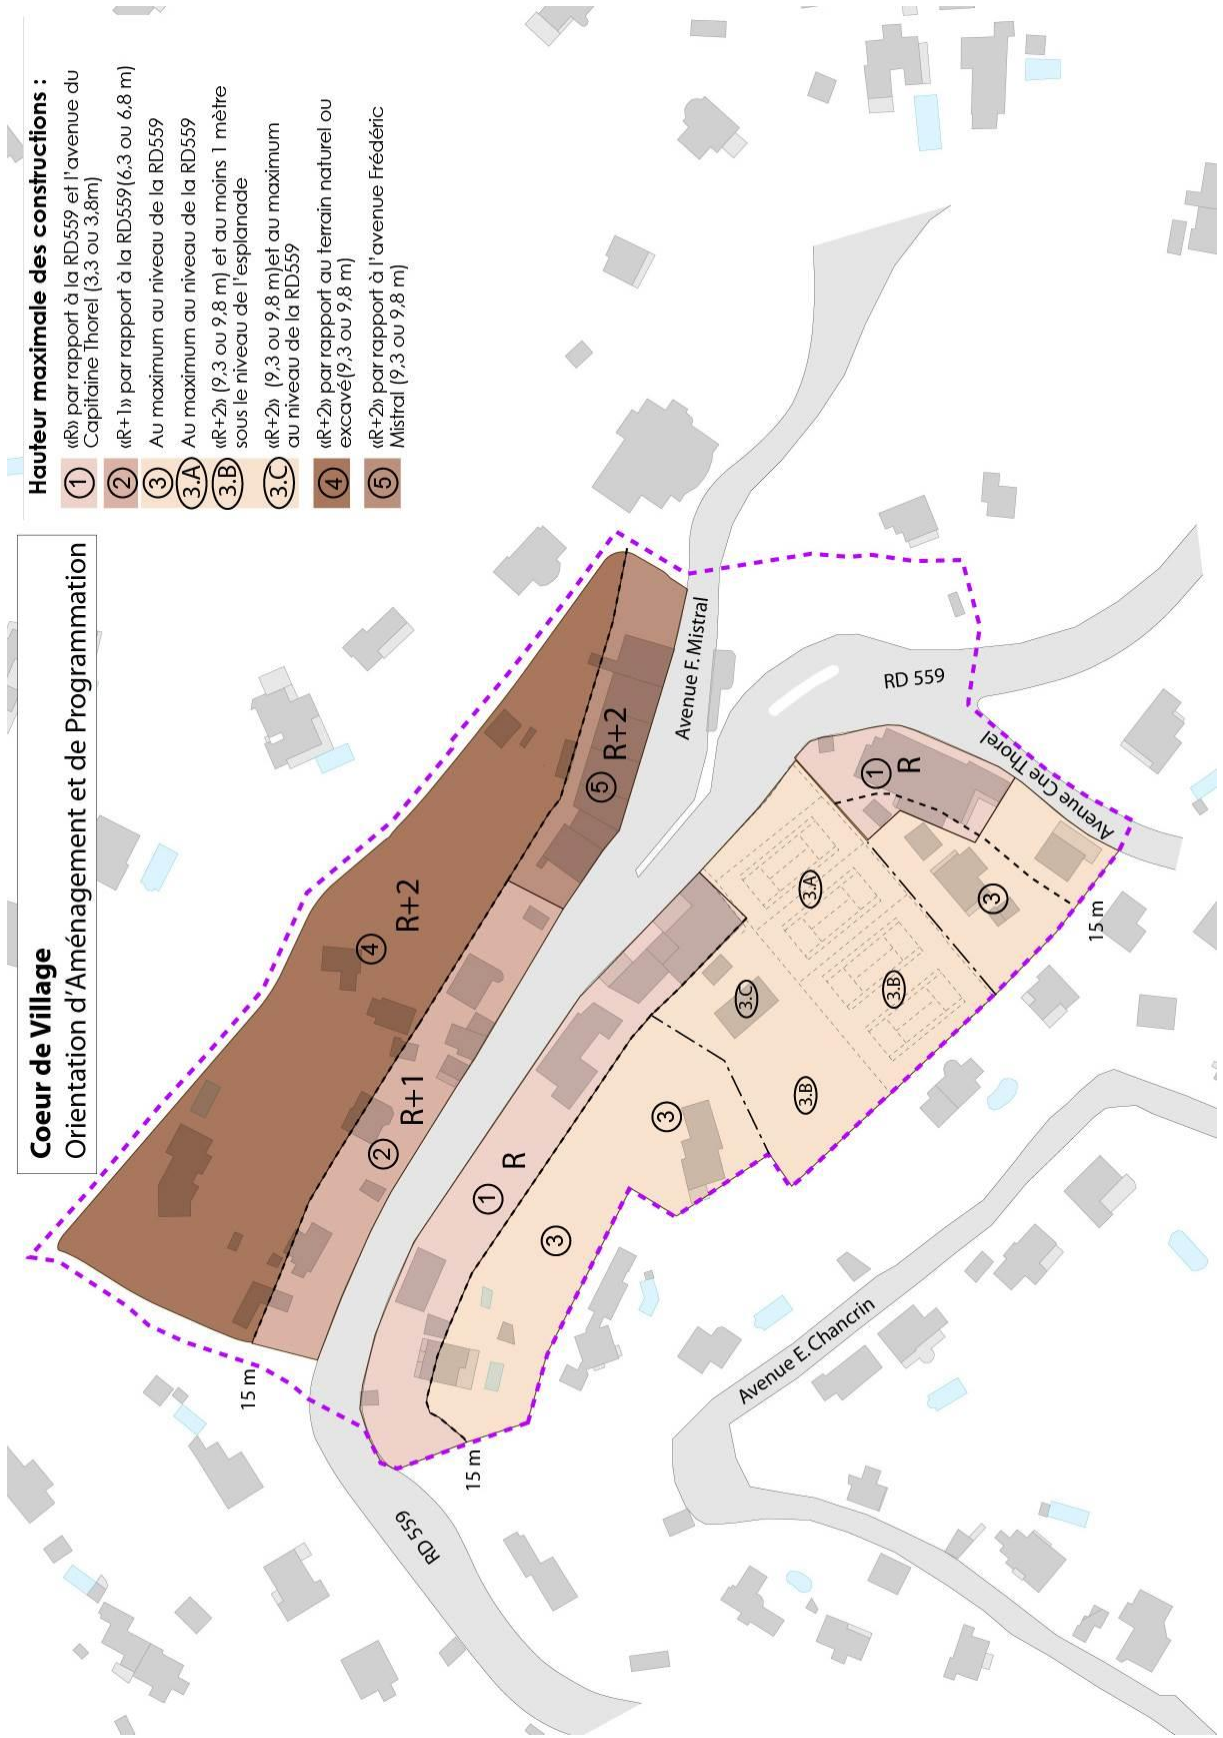 Coeur de Village
Orientation d'Aménagement et de Programmation
Hauteur maximale des constructions :
1 «R» par rapport à la RD559 et l'avenue du
Capitaine Thorel (3,3 ou 3,8m)
2 «R+1» par rapport à la RD559(6,3 ou 6,8 m)
3 Au maximum au niveau de la RD559
3.A Au maximum au niveau de la RD559
3.B «R+2» (9,3 ou 9,8 m) et au moins 1 mètre
sous le niveau de l'esplanade
3.C «R+2» (9,3 ou 9,8 m)et au maximum
au niveau de la RD559
4 «R+2» par rapport au terrain naturel ou
excavé(9,3 ou 9,8 m)
5 «R+2» par rapport à l'avenue Frédéric
Mistral (9,3 ou 9,8 m)
4
R+2
2
R+1
5
R+2
Avenue F. Mistral
RD 559
1
R
Avenue Cne Thorel
1
R
3
3
3
3.A
3.B
3.B
3.C
15 m
15 m
15 m
RD 559
Avenue E. Chancrin